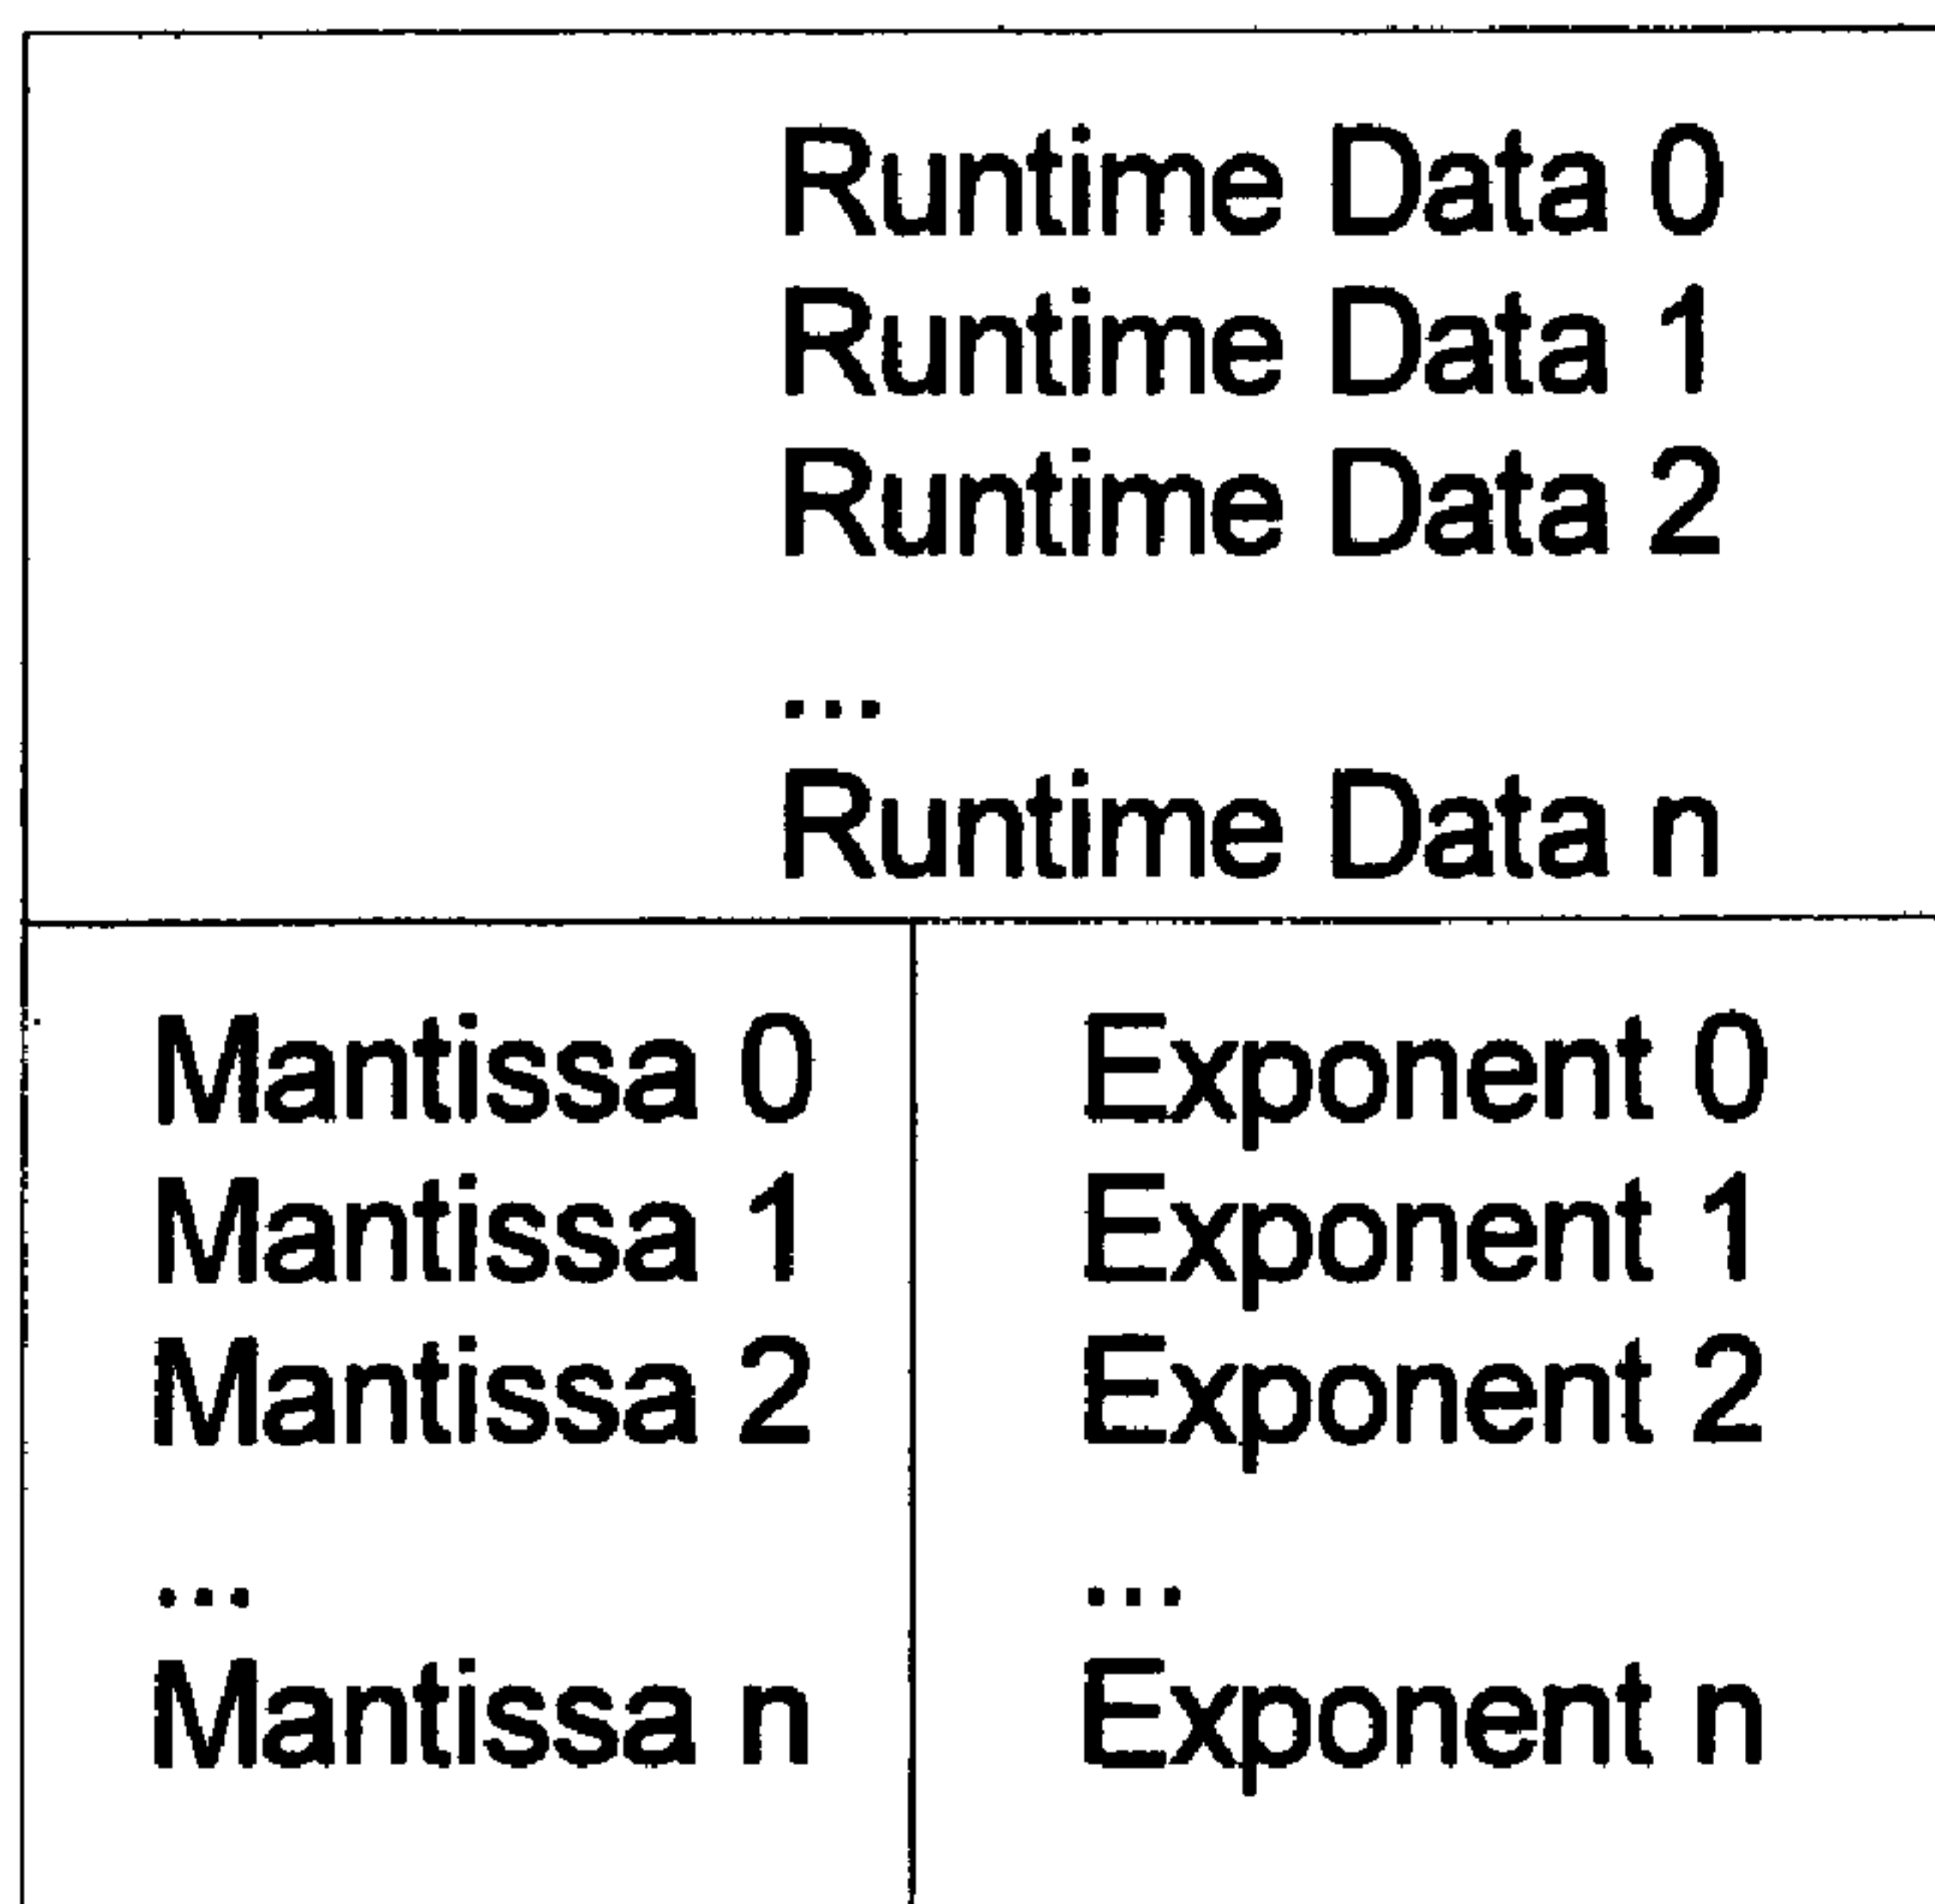 Runtime Data 0
Runtime Data 1
Runtime Data 2
...
Runtime Data n
Mantissa 0
Mantissa 1
Mantissa 2
...
Mantissa n
Exponent 0
Exponent 1
Exponent 2
...
Exponent n